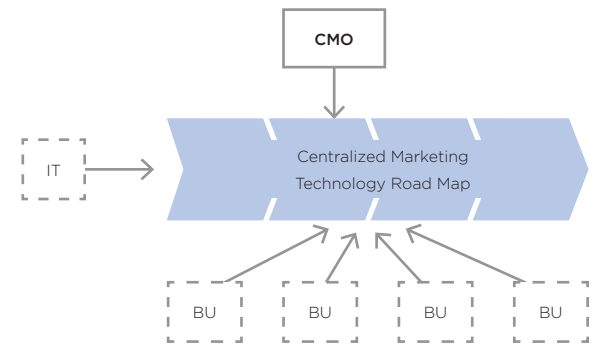 CMO
Centralized Marketing
Technology Road Map
IT
BU
BU
BU
BU